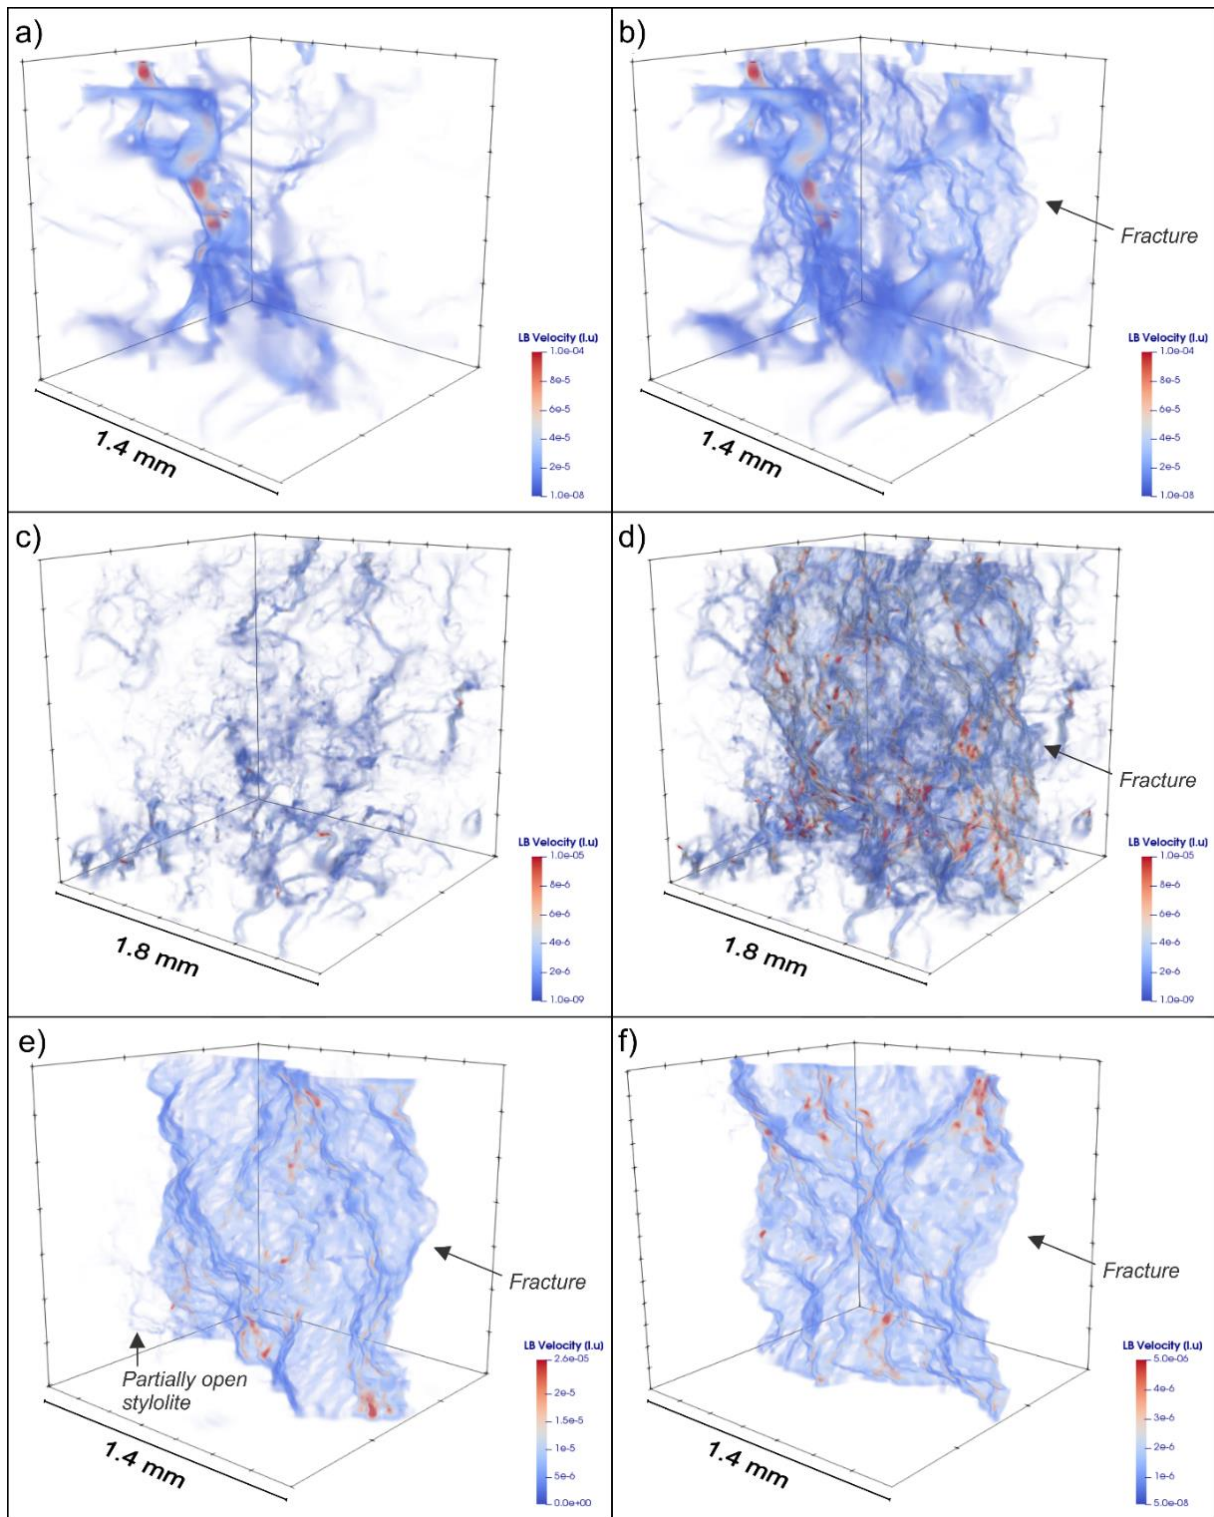 a)
LB Velocity (l.u)
1.0e-04
8e-5
6e-5
4e-5
2e-5
1.0e-08
1.4 mm
b)
Fracture
LB Velocity (l.u)
1.0e-04
8e-5
6e-5
4e-5
2e-5
1.0e-08
1.4 mm
c)
LB Velocity (l.u)
1.0e-05
8e-6
6e-6
4e-6
2e-6
1.0e-09
1.8 mm
d)
Fracture
LB Velocity (l.u)
1.0e-05
8e-6
6e-6
4e-6
2e-6
1.0e-09
1.8 mm
e)
Fracture
Partially open
stylolite
LB Velocity (l.u)
2.6e-05
2e-5
1.5e-5
1e-5
5e-6
0.0e+00
1.4 mm
f)
Fracture
LB Velocity (l.u)
5.0e-06
4e-6
3e-6
2e-6
1e-6
5.0e-08
1.4 mm